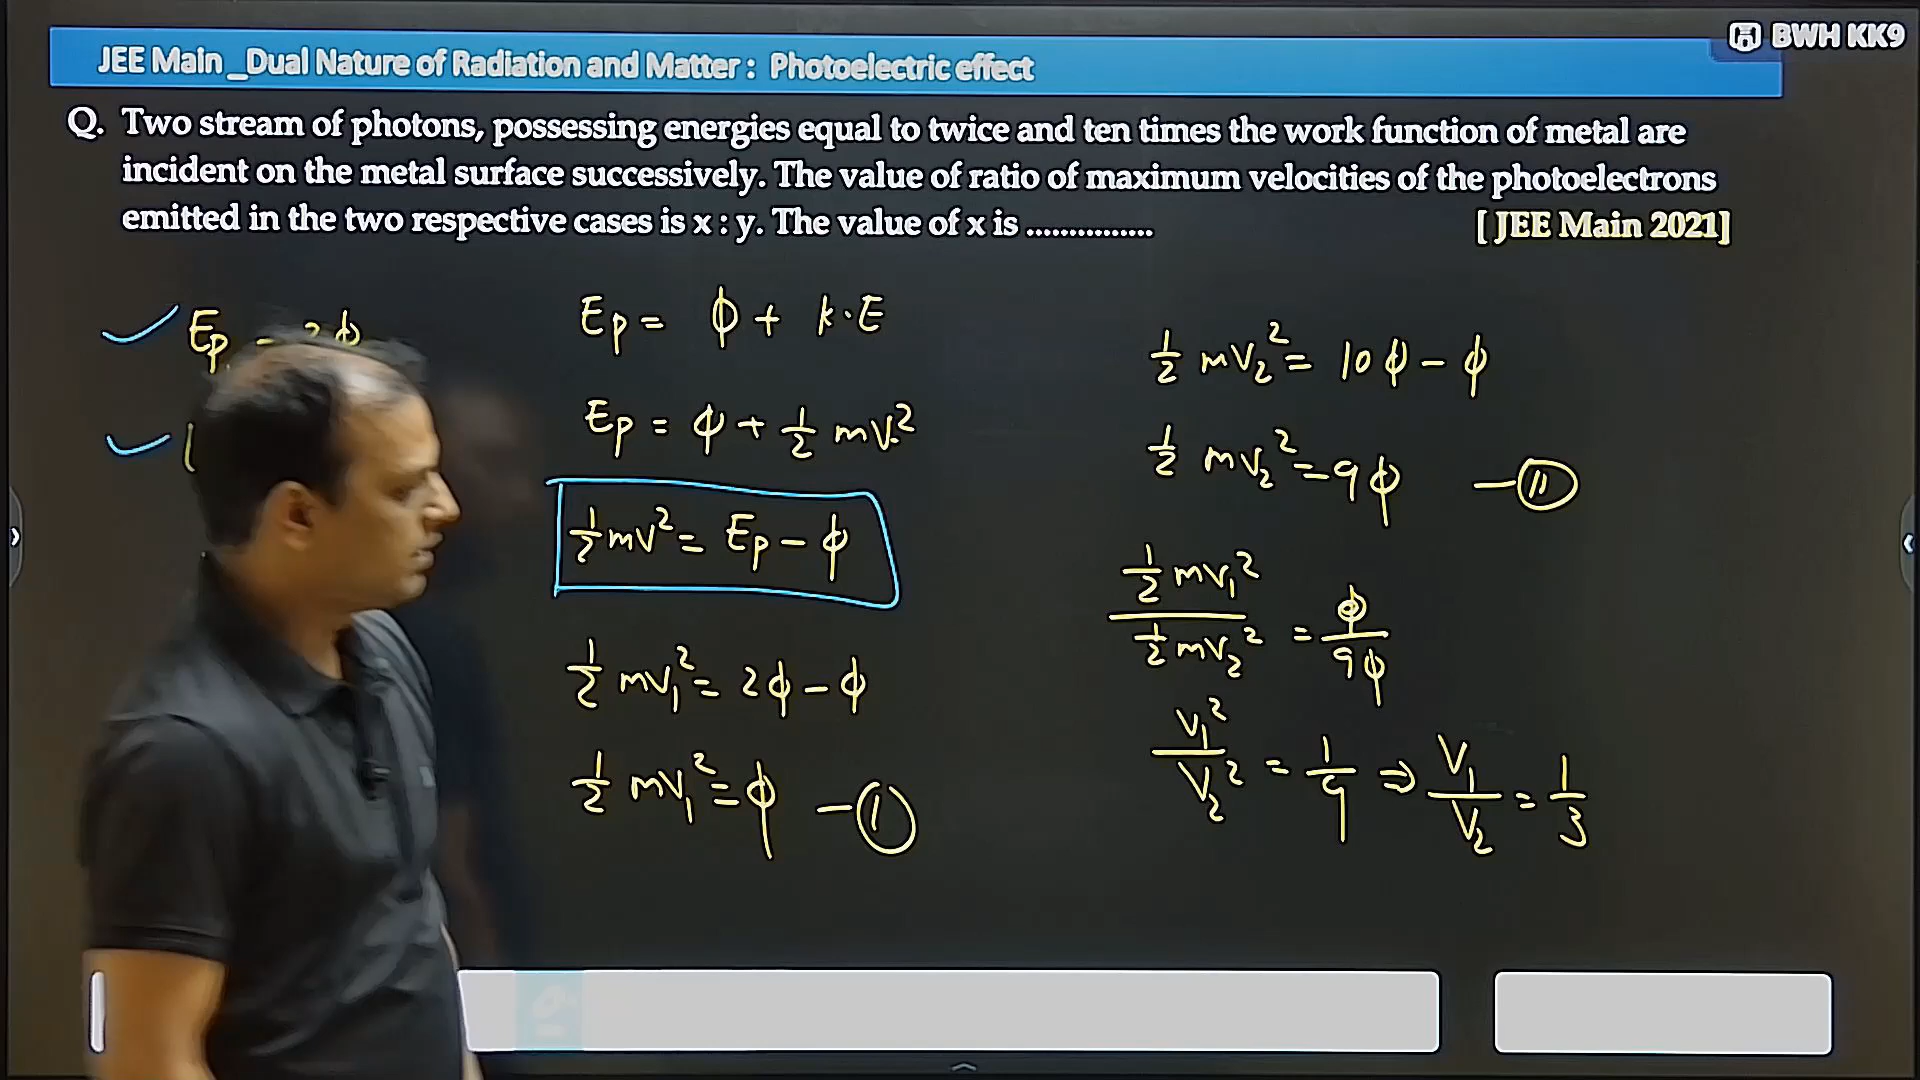 BWH KK9
JEE Main _Dual Nature of Radiation and Matter : Photoelectric effect
Q. Two stream of photons, possessing energies equal to twice and ten times the work function of metal are
incident on the metal surface successively. The value of ratio of maximum velocities of the photoelectrons
emitted in the two respective cases is x : y. The value of x is ...............
[ JEE Main 2021]
Ep = 2ϕ
Ep = ϕ + k·E
Ep = ϕ + 1/2 mv²
1/2 mv² = Ep − ϕ
1/2 mv₁² = 2ϕ − ϕ
1/2 mv₁² = ϕ — ①
1/2 mv₂² = 10ϕ − ϕ
1/2 mv₂² = 9ϕ — ⑪
(1/2 mv₁²)/(1/2 mv₂²) = ϕ/9ϕ
v₁²/v₂² = 1/9 ⇒ v₁/v₂ = 1/3